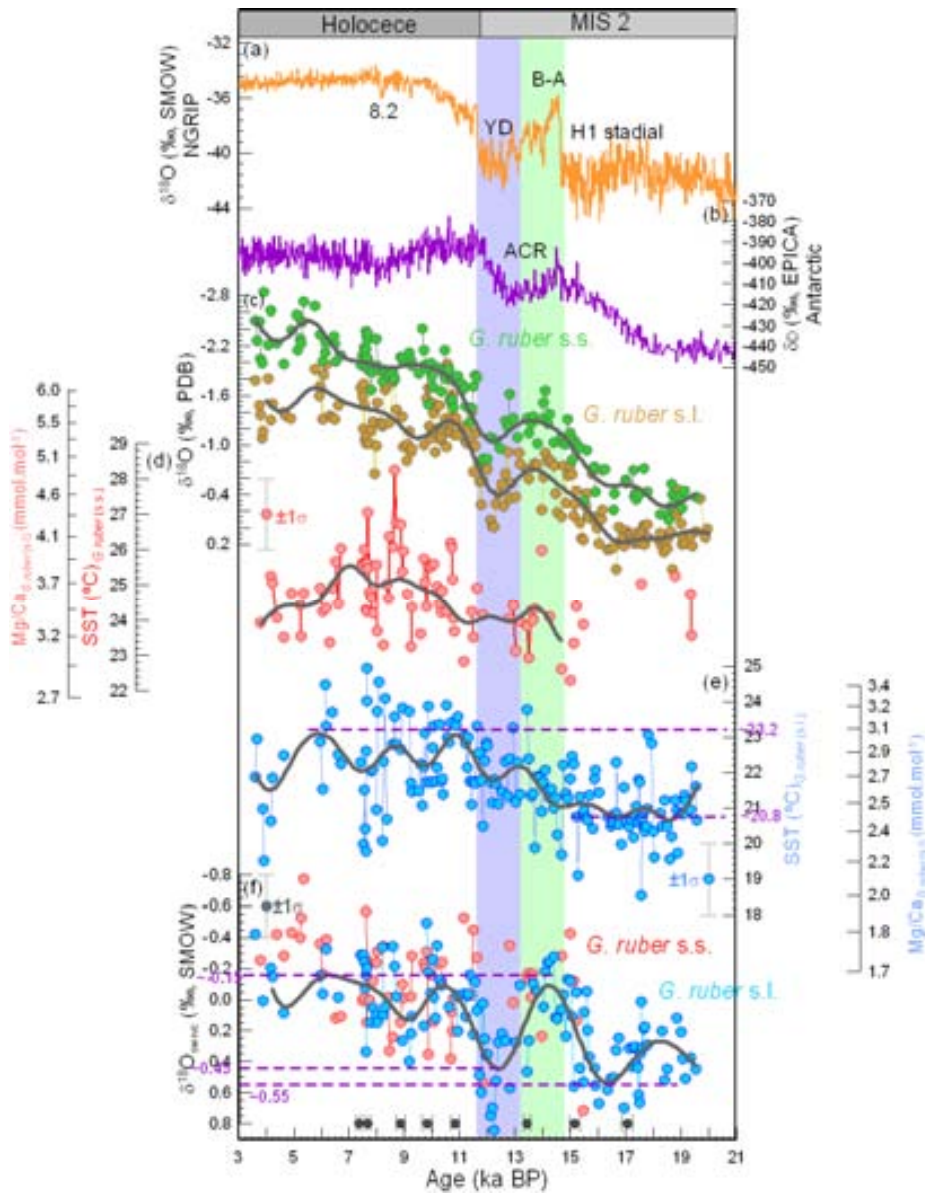 Holocece
MIS 2
-32
-36
-40
-44
(a)
δ¹⁸O (‰, SMOW)
NGRIP
8.2
YD
B-A
H1 stadial
(b)
-370
-380
-390
-400
-410
-420
-430
-440
-450
δD (‰, EPICA)
Antarctic
ACR
(c)
-2.8
-2.2
-1.6
-1.0
-0.4
0.2
δ¹⁸O (‰, PDB)
G. ruber s.s.
G. ruber s.l.
(d)
6.0
5.5
5.1
4.6
4.1
3.7
3.2
2.7
29
28
27
26
25
24
23
22
SST (°C) G. ruber (s.s.)
±1σ
(e)
25
24
23
22
21
20
19
18
~23.2
~20.8
±1σ
SST (°C) G. ruber (s.l.)
3.4
3.2
3.1
2.9
2.7
2.5
2.4
2.2
2.0
1.9
1.8
1.7
(f)
-0.8
-0.6
-0.4
-0.2
0.0
0.2
0.4
0.6
0.8
±1σ
~0.45
~0.55
G. ruber s.s.
G. ruber s.l.
3 5 7 9 11 13 15 17 19 21
Age (ka BP)